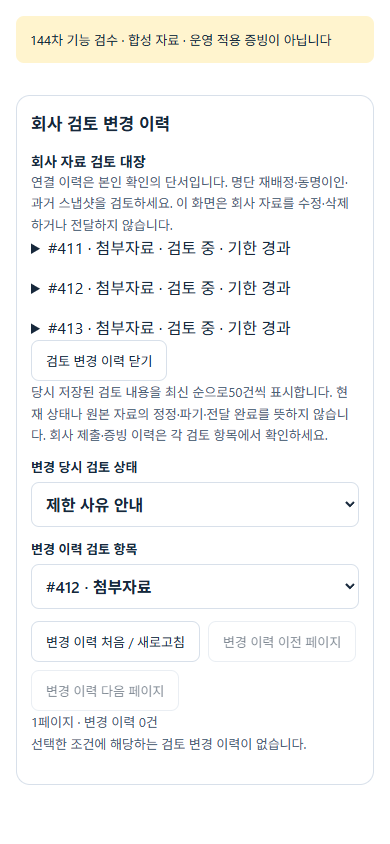 144차 기능 검수 · 합성 자료 · 운영 적용 증빙이 아닙니다
회사 검토 변경 이력
회사 자료 검토 대장
연결 이력은 본인 확인의 단서입니다. 명단 재배정·동명이인·
과거 스냅샷을 검토하세요. 이 화면은 회사 자료를 수정·삭제
하거나 전달하지 않습니다.
▶ #411 · 첨부자료 · 검토 중 · 기한 경과
▶ #412 · 첨부자료 · 검토 중 · 기한 경과
▶ #413 · 첨부자료 · 검토 중 · 기한 경과
검토 변경 이력 닫기
당시 저장된 검토 내용을 최신 순으로50건씩 표시합니다. 현
재 상태나 원본 자료의 정정·파기·전달 완료를 뜻하지 않습니
다. 회사 제출·증빙 이력은 각 검토 항목에서 확인하세요.
변경 당시 검토 상태
제한 사유 안내
변경 이력 검토 항목
#412 · 첨부자료
변경 이력 처음 / 새로고침
변경 이력 이전 페이지
변경 이력 다음 페이지
1페이지 · 변경 이력 0건
선택한 조건에 해당하는 검토 변경 이력이 없습니다.